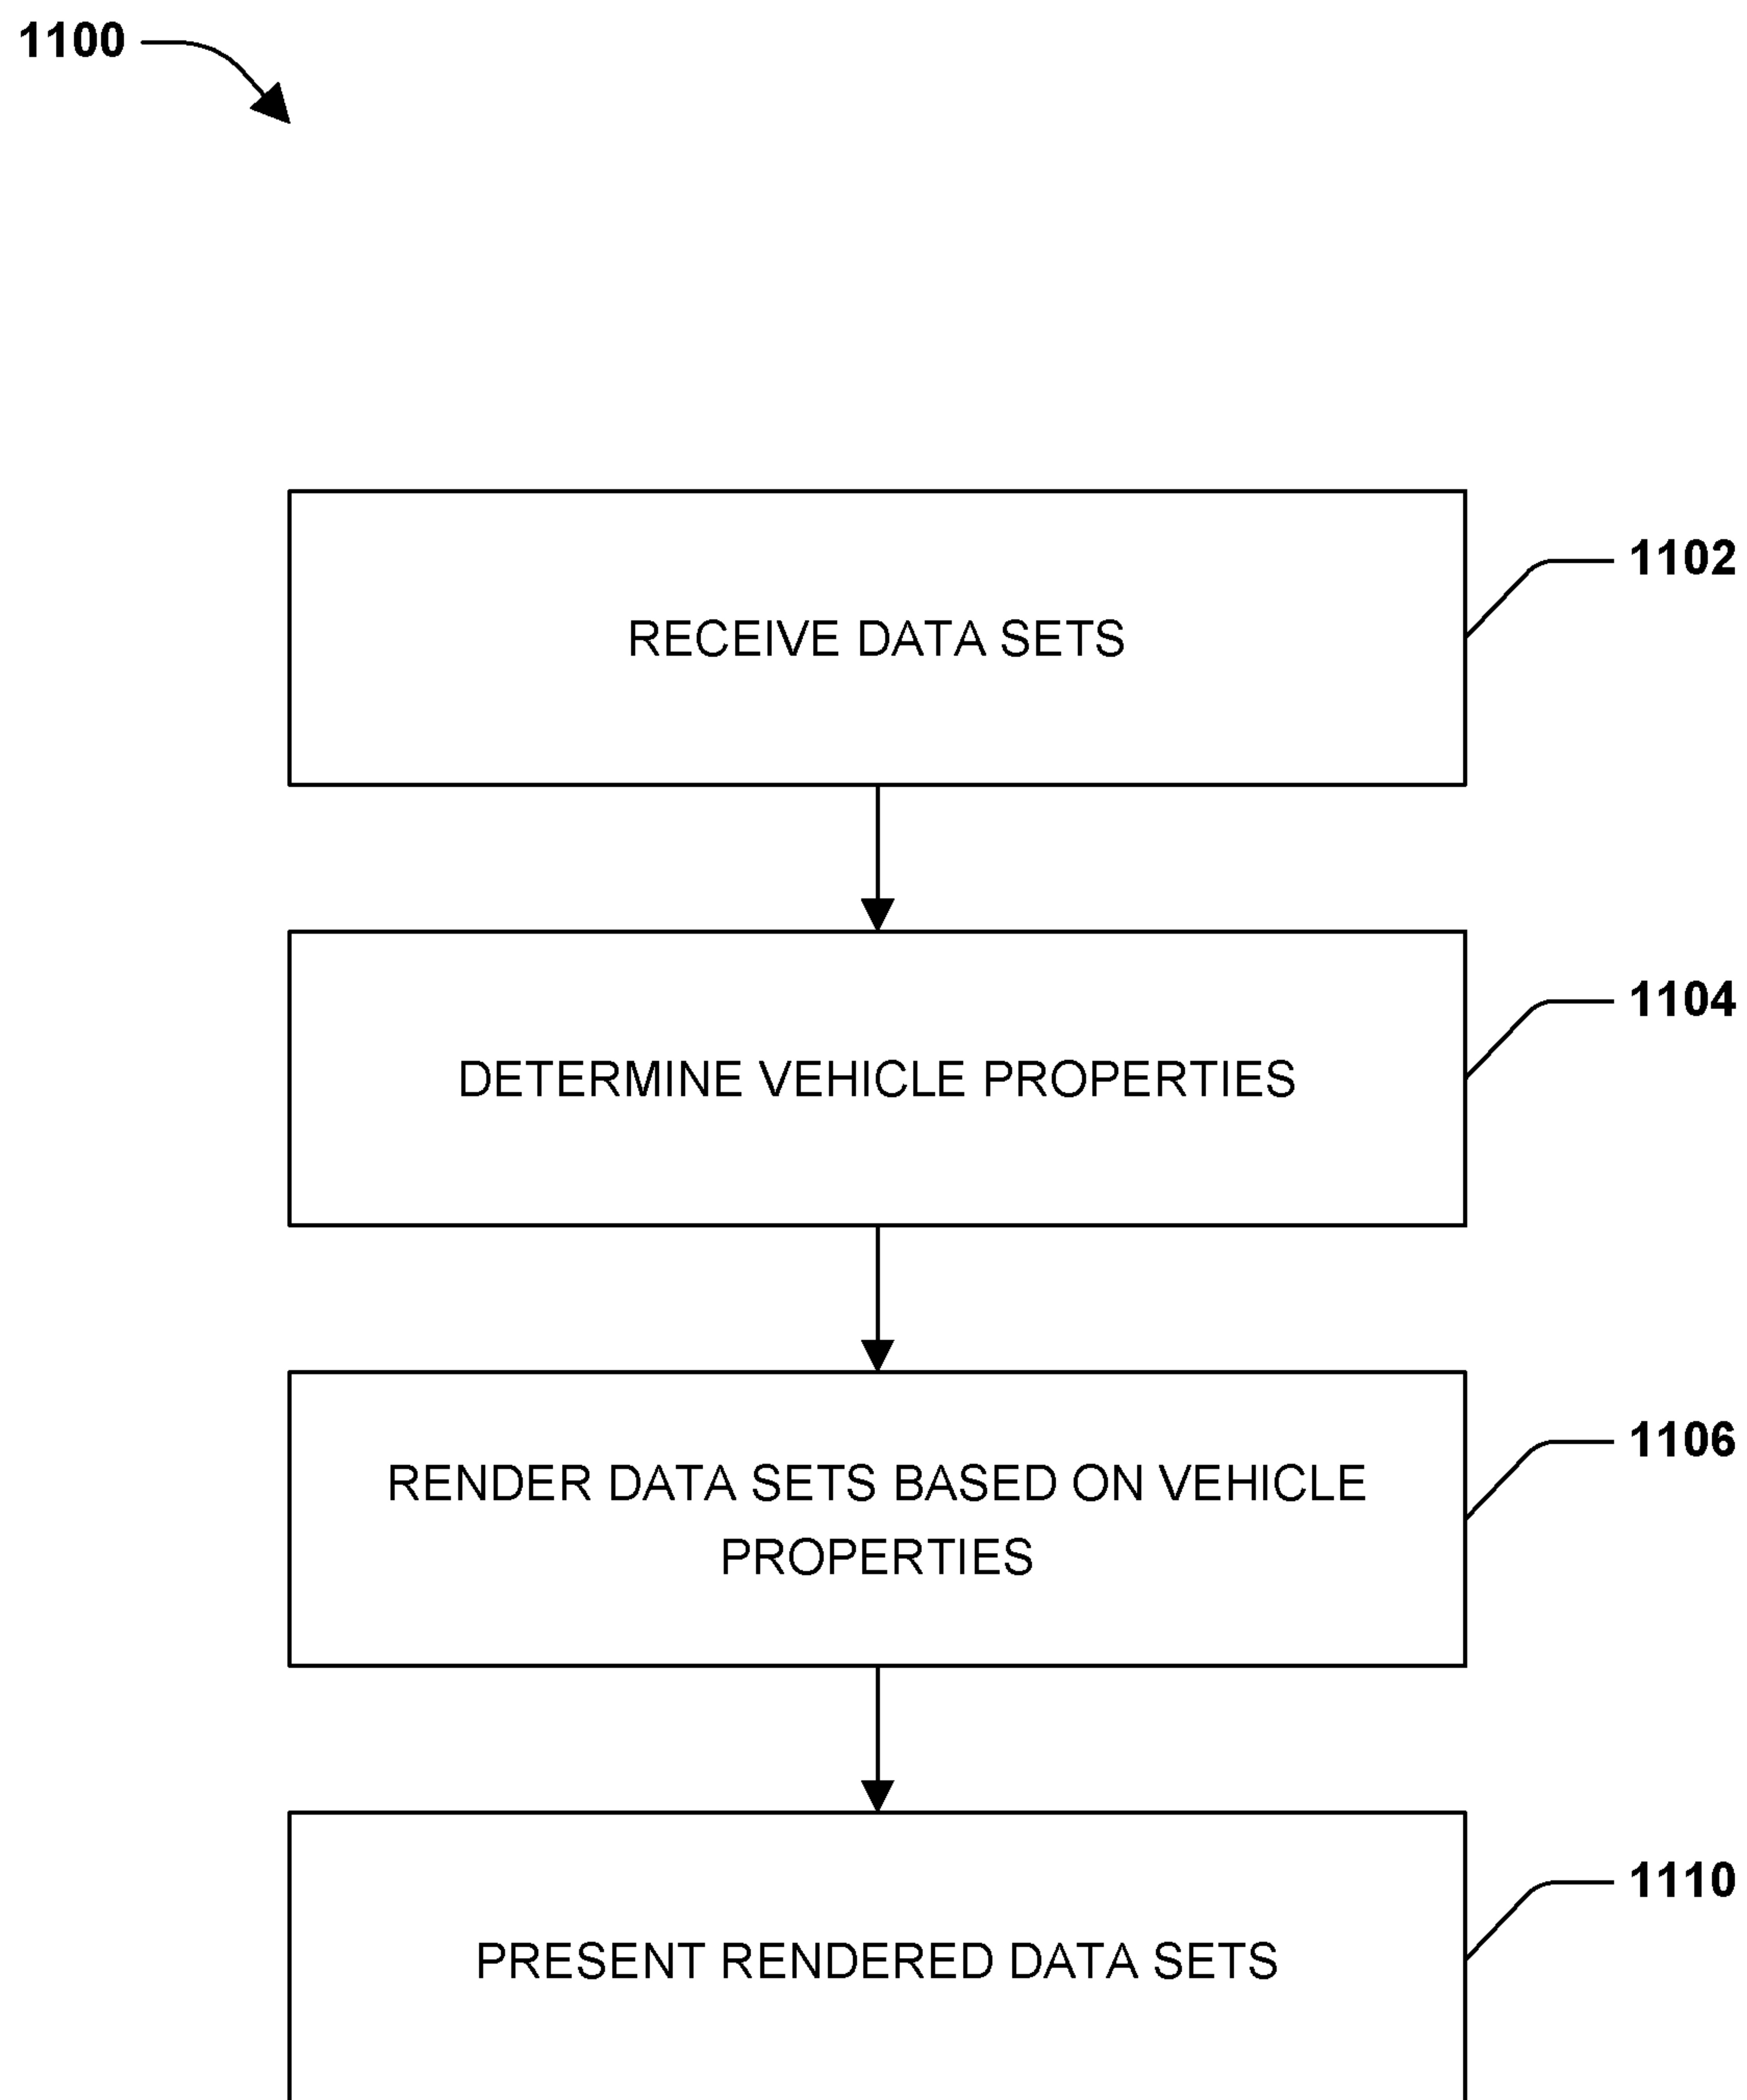 1100
RECEIVE DATA SETS
1102
DETERMINE VEHICLE PROPERTIES
1104
RENDER DATA SETS BASED ON VEHICLE
PROPERTIES
1106
PRESENT RENDERED DATA SETS
1110